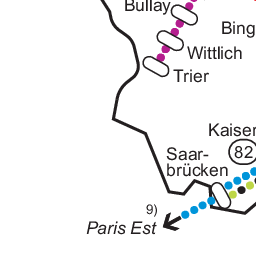 Bullay
Bing
Wittlich
Trier
Kaiser
82
Saar-
brücken
9)
Paris Est